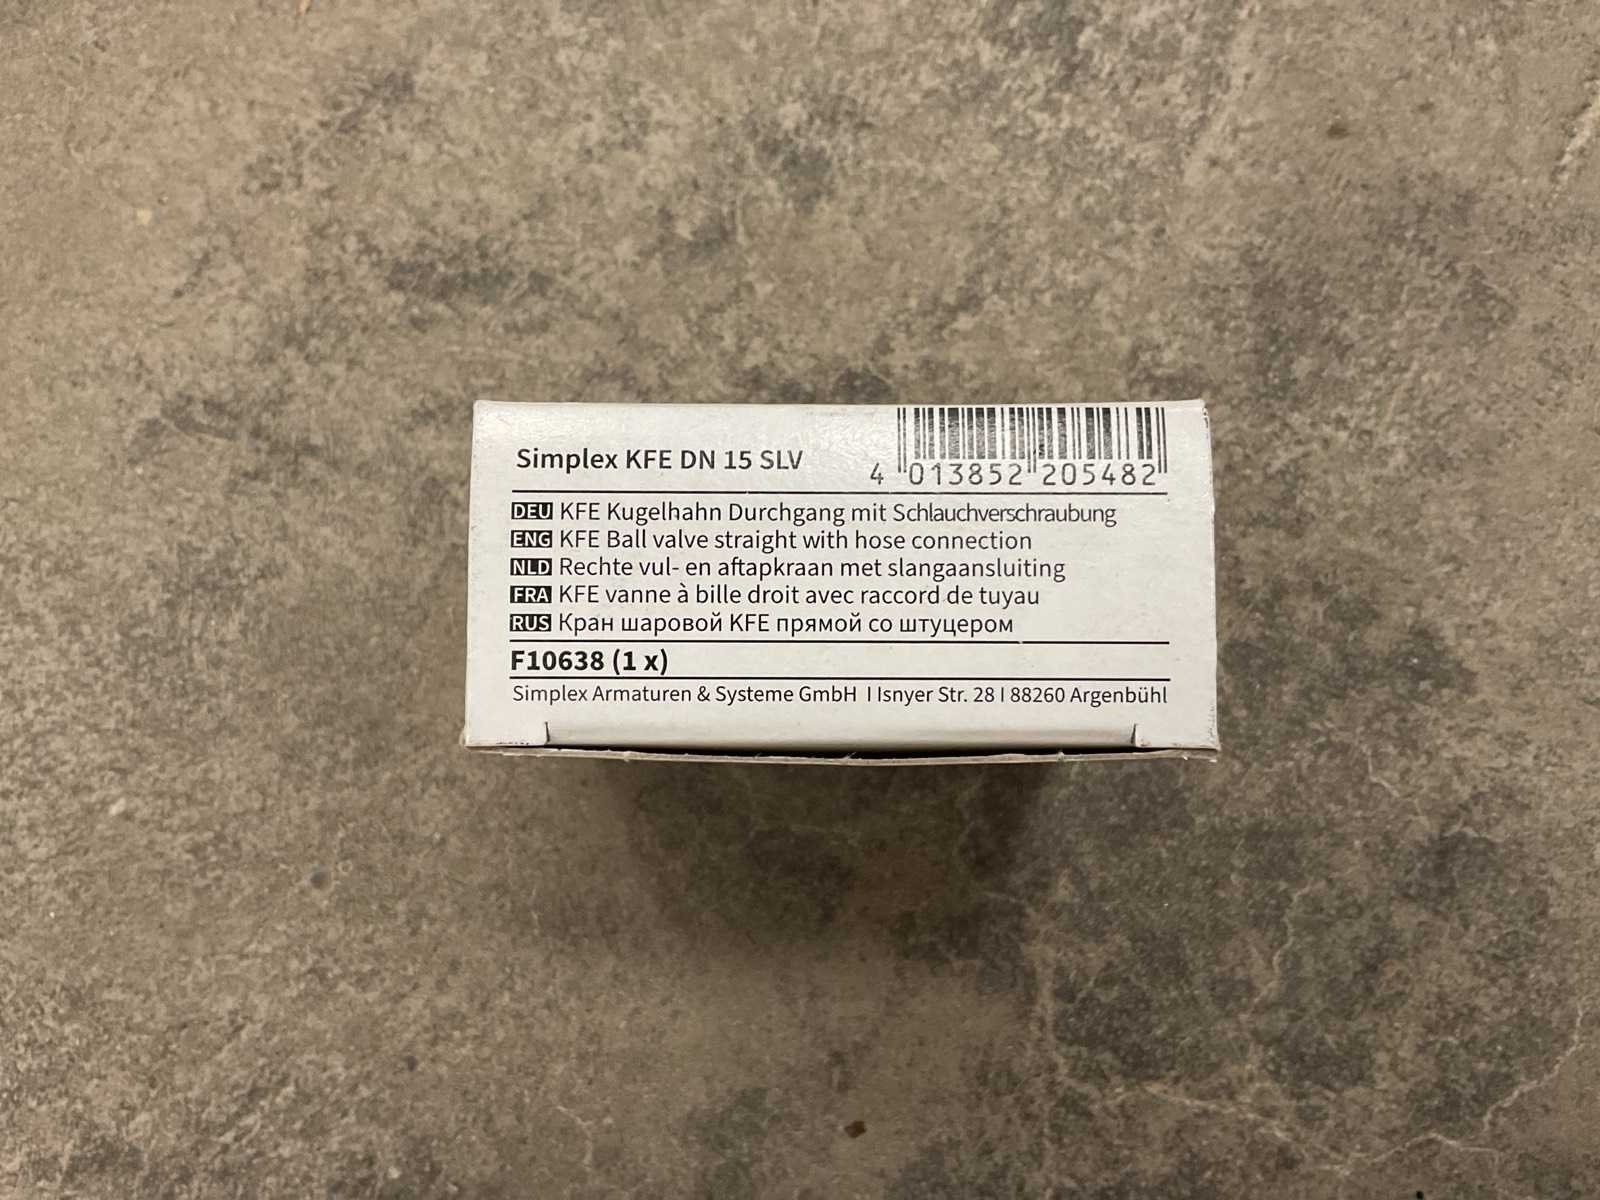 Simplex KFE DN 15 SLV
4 013852 205482
DEU KFE Kugelhahn Durchgang mit Schlauchverschraubung
ENG KFE Ball valve straight with hose connection
NLD Rechte vul- en aftapkraan met slangaansluiting
FRA KFE vanne à bille droit avec raccord de tuyau
RUS Кран шаровой KFE прямой со штуцером
F10638 (1 x)
Simplex Armaturen & Systeme GmbH I Isnyer Str. 28 I 88260 Argenbühl